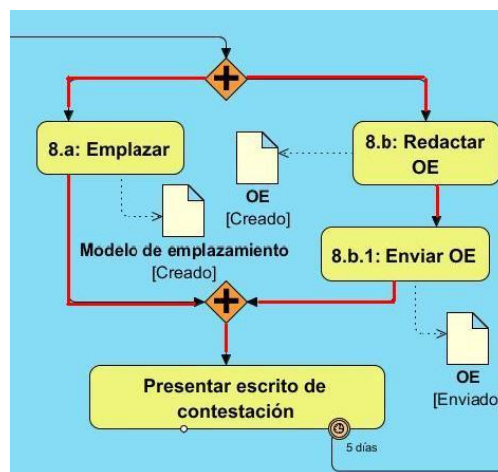 8.a: Emplazar
8.b: Redactar
OE
OE
[Creado]
Modelo de emplazamiento
[Creado]
8.b.1: Enviar OE
OE
[Enviado
Presentar escrito de
contestación
5 días